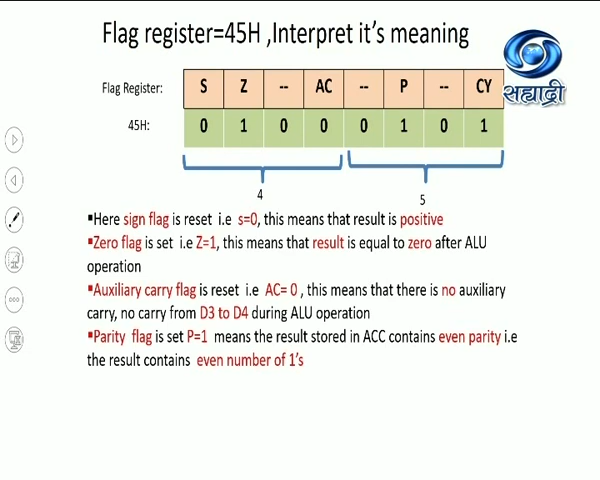 Flag register=45H ,Interpret it's meaning
Flag Register: S Z -- AC -- P -- CY
सह्याद्री
45H: 0 1 0 0 0 1 0 1
4 5
▪Here sign flag is reset i.e s=0, this means that result is positive
▪Zero flag is set i.e Z=1, this means that result is equal to zero after ALU
operation
▪Auxiliary carry flag is reset i.e AC= 0 , this means that there is no auxiliary
carry, no carry from D3 to D4 during ALU operation
▪Parity flag is set P=1 means the result stored in ACC contains even parity i.e
the result contains even number of 1's